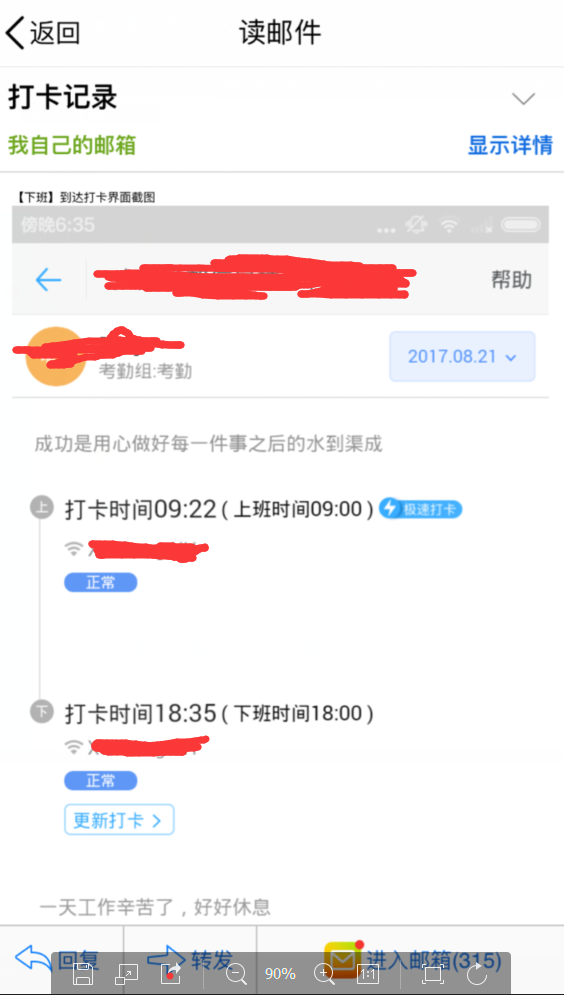 返回
读邮件
打卡记录
我自己的邮箱
显示详情
【下班】到达打卡界面截图
傍晚6:35
帮助
考勤组:考勤
2017.08.21
成功是用心做好每一件事之后的水到渠成
上
打卡时间09:22 ( 上班时间09:00 )
极速打卡
正常
下
打卡时间18:35 ( 下班时间18:00 )
正常
更新打卡
一天工作辛苦了，好好休息
回复
转发
进入邮箱(315)
90%
1:1